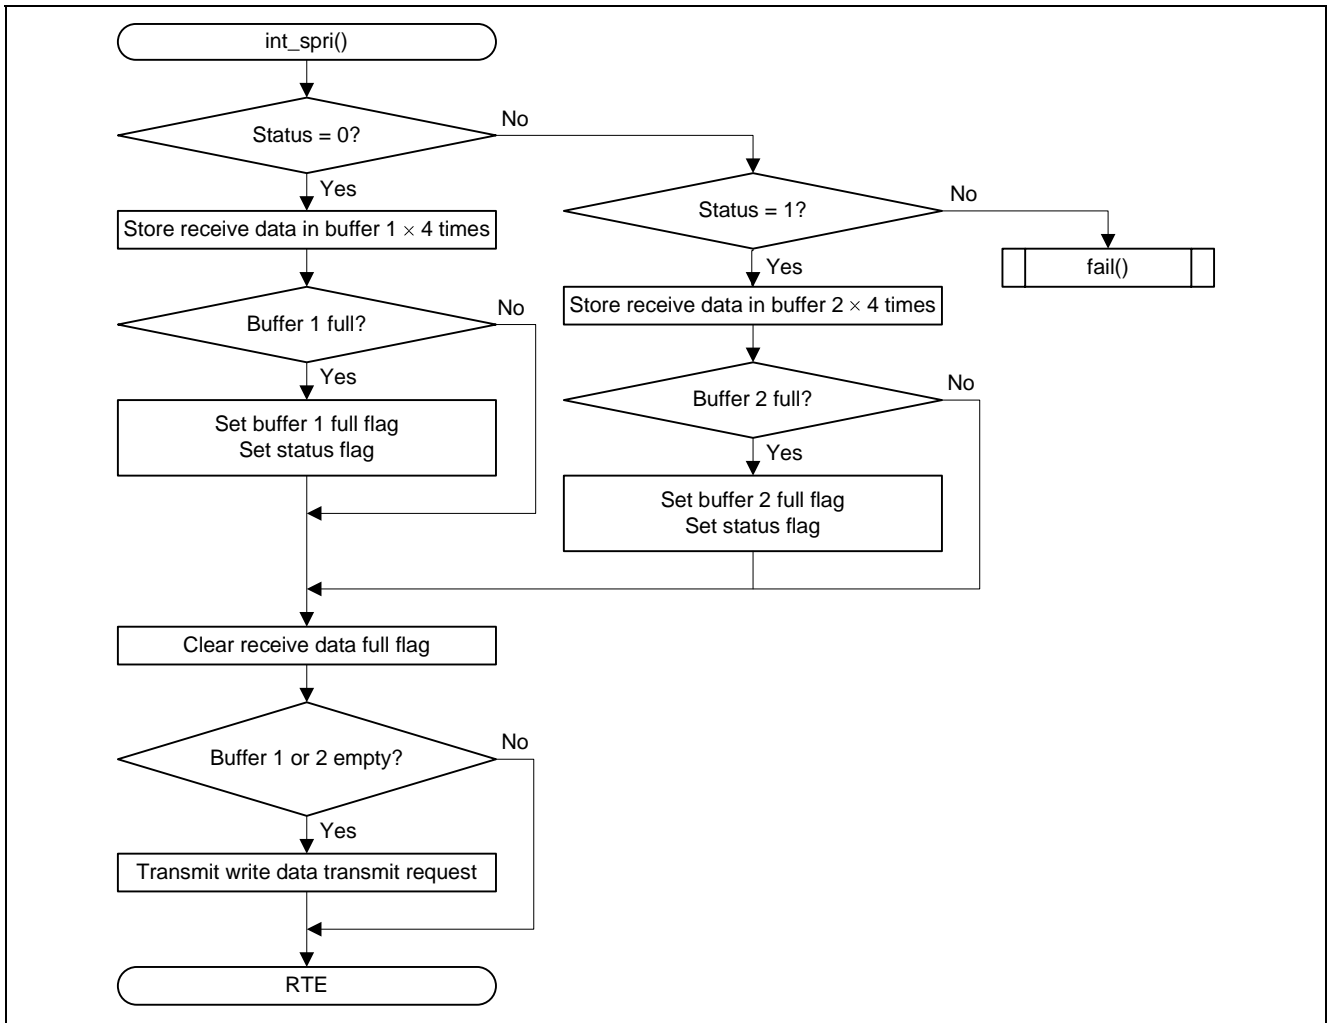 int_spri()
Status = 0?
No
Yes
Store receive data in buffer 1 × 4 times
Buffer 1 full?
No
Yes
Set buffer 1 full flag
Set status flag
Status = 1?
No
fail()
Yes
Store receive data in buffer 2 × 4 times
Buffer 2 full?
No
Yes
Set buffer 2 full flag
Set status flag
Clear receive data full flag
Buffer 1 or 2 empty?
No
Yes
Transmit write data transmit request
RTE